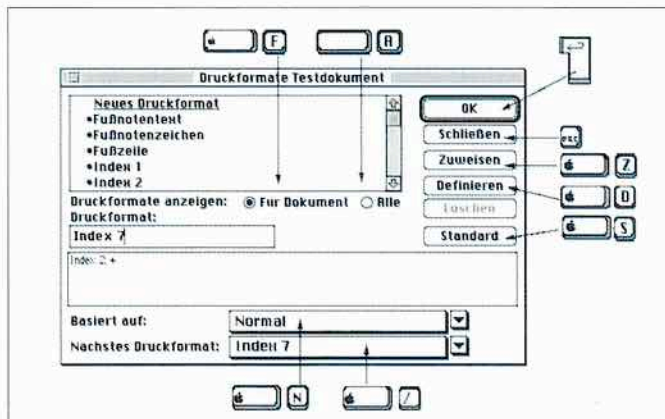 F
A
Druckformate Testdokument
Neues Druckformat
•Fußnotentext
•Fußnotenzeichen
•Fußzeile
•Index 1
•Index 2
OK
Schließen
esc
Zuweisen
Z
Definieren
D
Löschen
Standard
S
Druckformate anzeigen: Für Dokument Alle
Druckformat:
Index 7
Index 2 +
Basiert auf: Normal
Nächstes Druckformat: Index 7
N
/